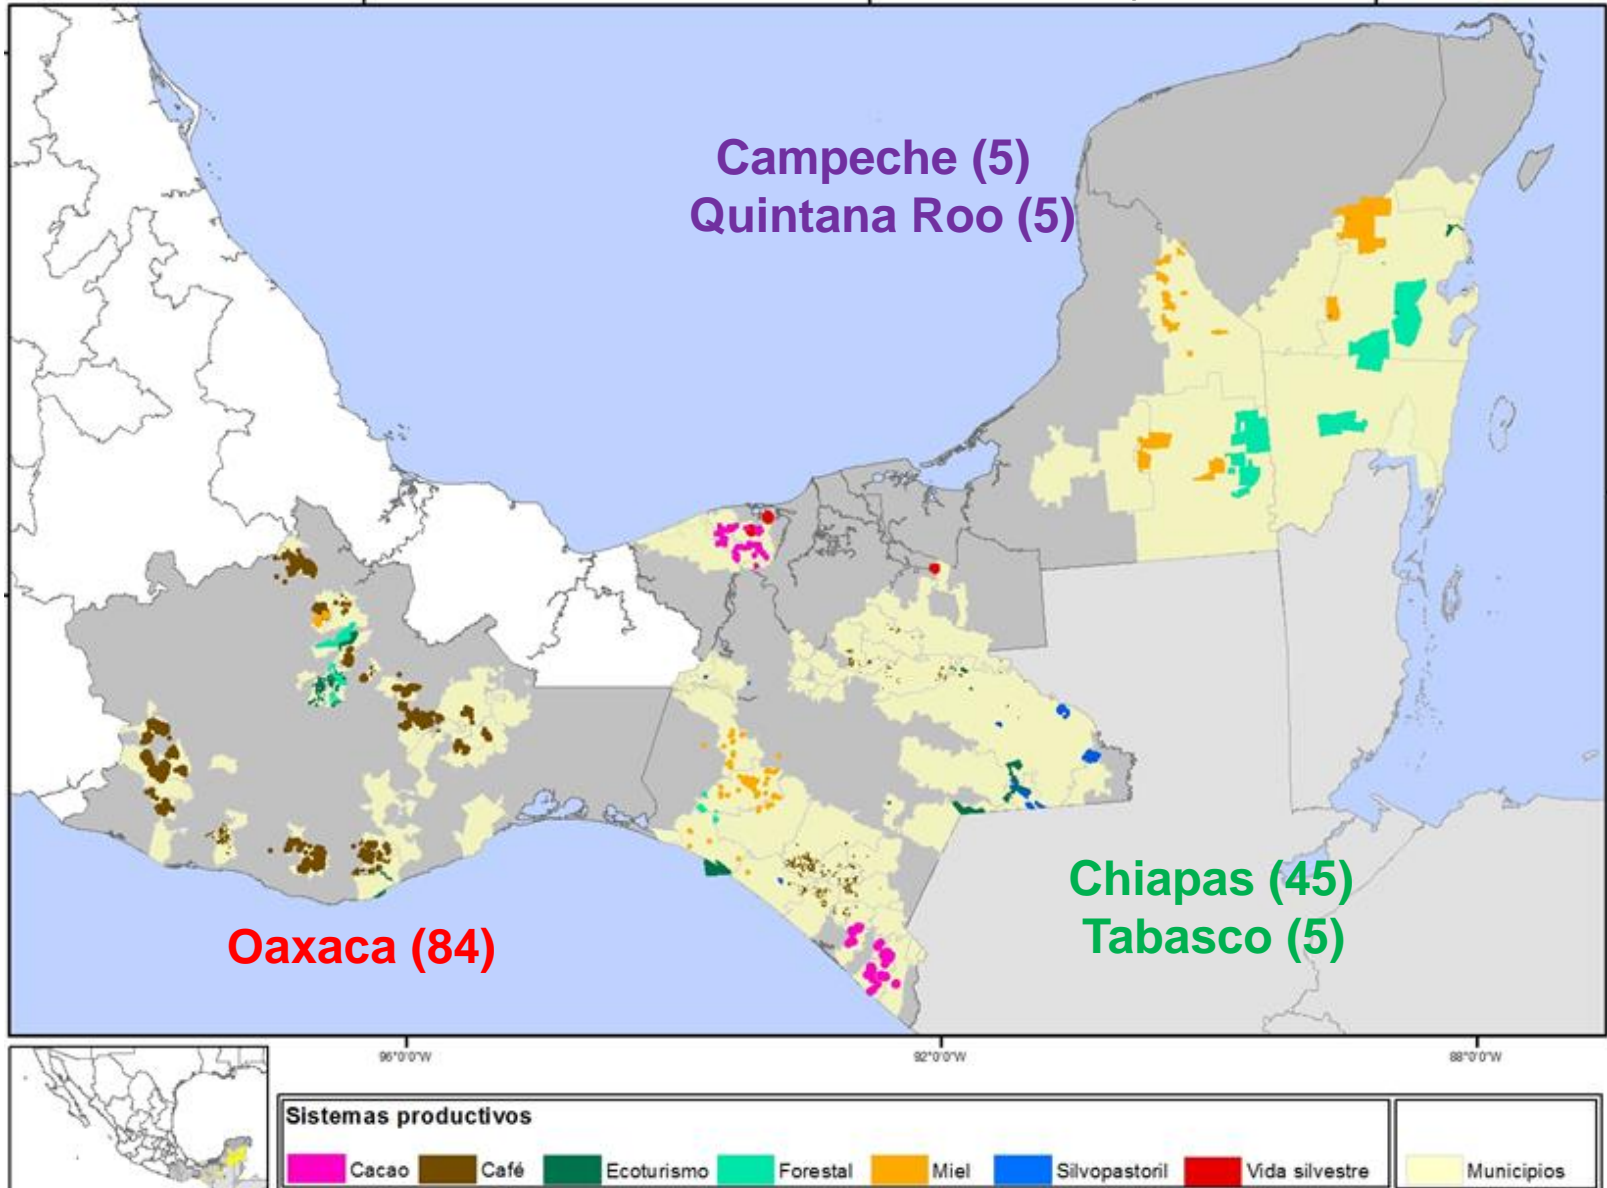 Campeche (5)
Quintana Roo (5)
Chiapas (45)
Tabasco (5)
Oaxaca (84)
96°0'0"W
92°0'0"W
88°0'0"W
Sistemas productivos
Cacao
Café
Ecoturismo
Forestal
Miel
Silvopastoril
Vida silvestre
Municipios